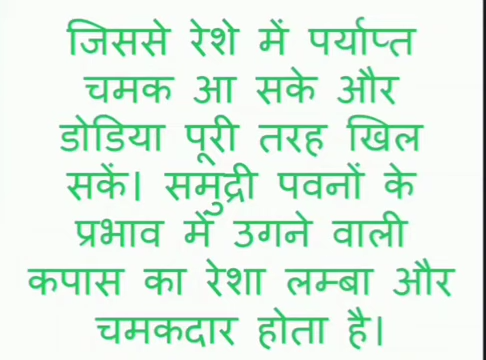 जिससे रेशे में पर्याप्त
चमक आ सके और
डोडिया पूरी तरह खिल
सकें। समुद्री पवनों के
प्रभाव में उगने वाली
कपास का रेशा लम्बा और
चमकदार होता है।